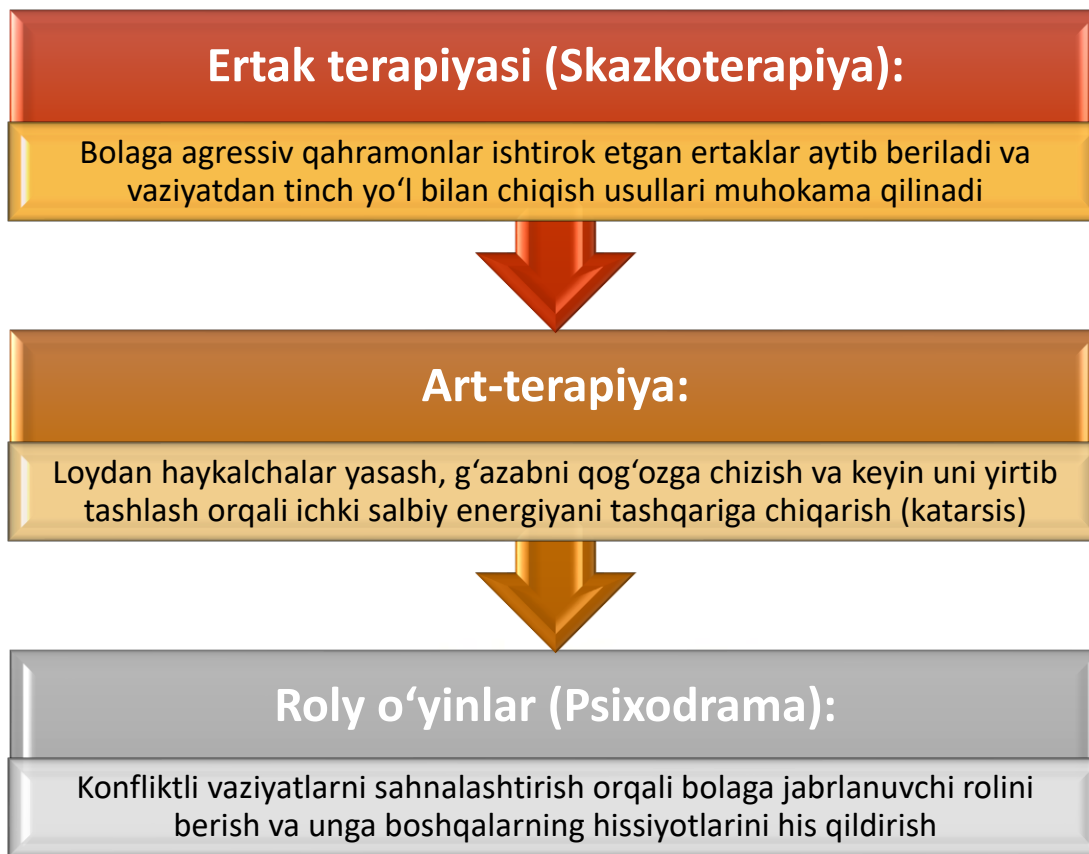 Ertak terapiyasi (Skazkoterapiya):
Bolaga agressiv qahramonlar ishtirok etgan ertaklar aytib beriladi va
vaziyatdan tinch yo‘l bilan chiqish usullari muhokama qilinadi
Art-terapiya:
Loydan haykalchalar yasash, g‘azabni qog‘ozga chizish va keyin uni yirtib
tashlash orqali ichki salbiy energiyani tashqariga chiqarish (katarsis)
Roly o‘yinlar (Psixodrama):
Konfliktli vaziyatlarni sahnalashtirish orqali bolaga jabrlanuvchi rolini
berish va unga boshqalarning hissiyotlarini his qildirish